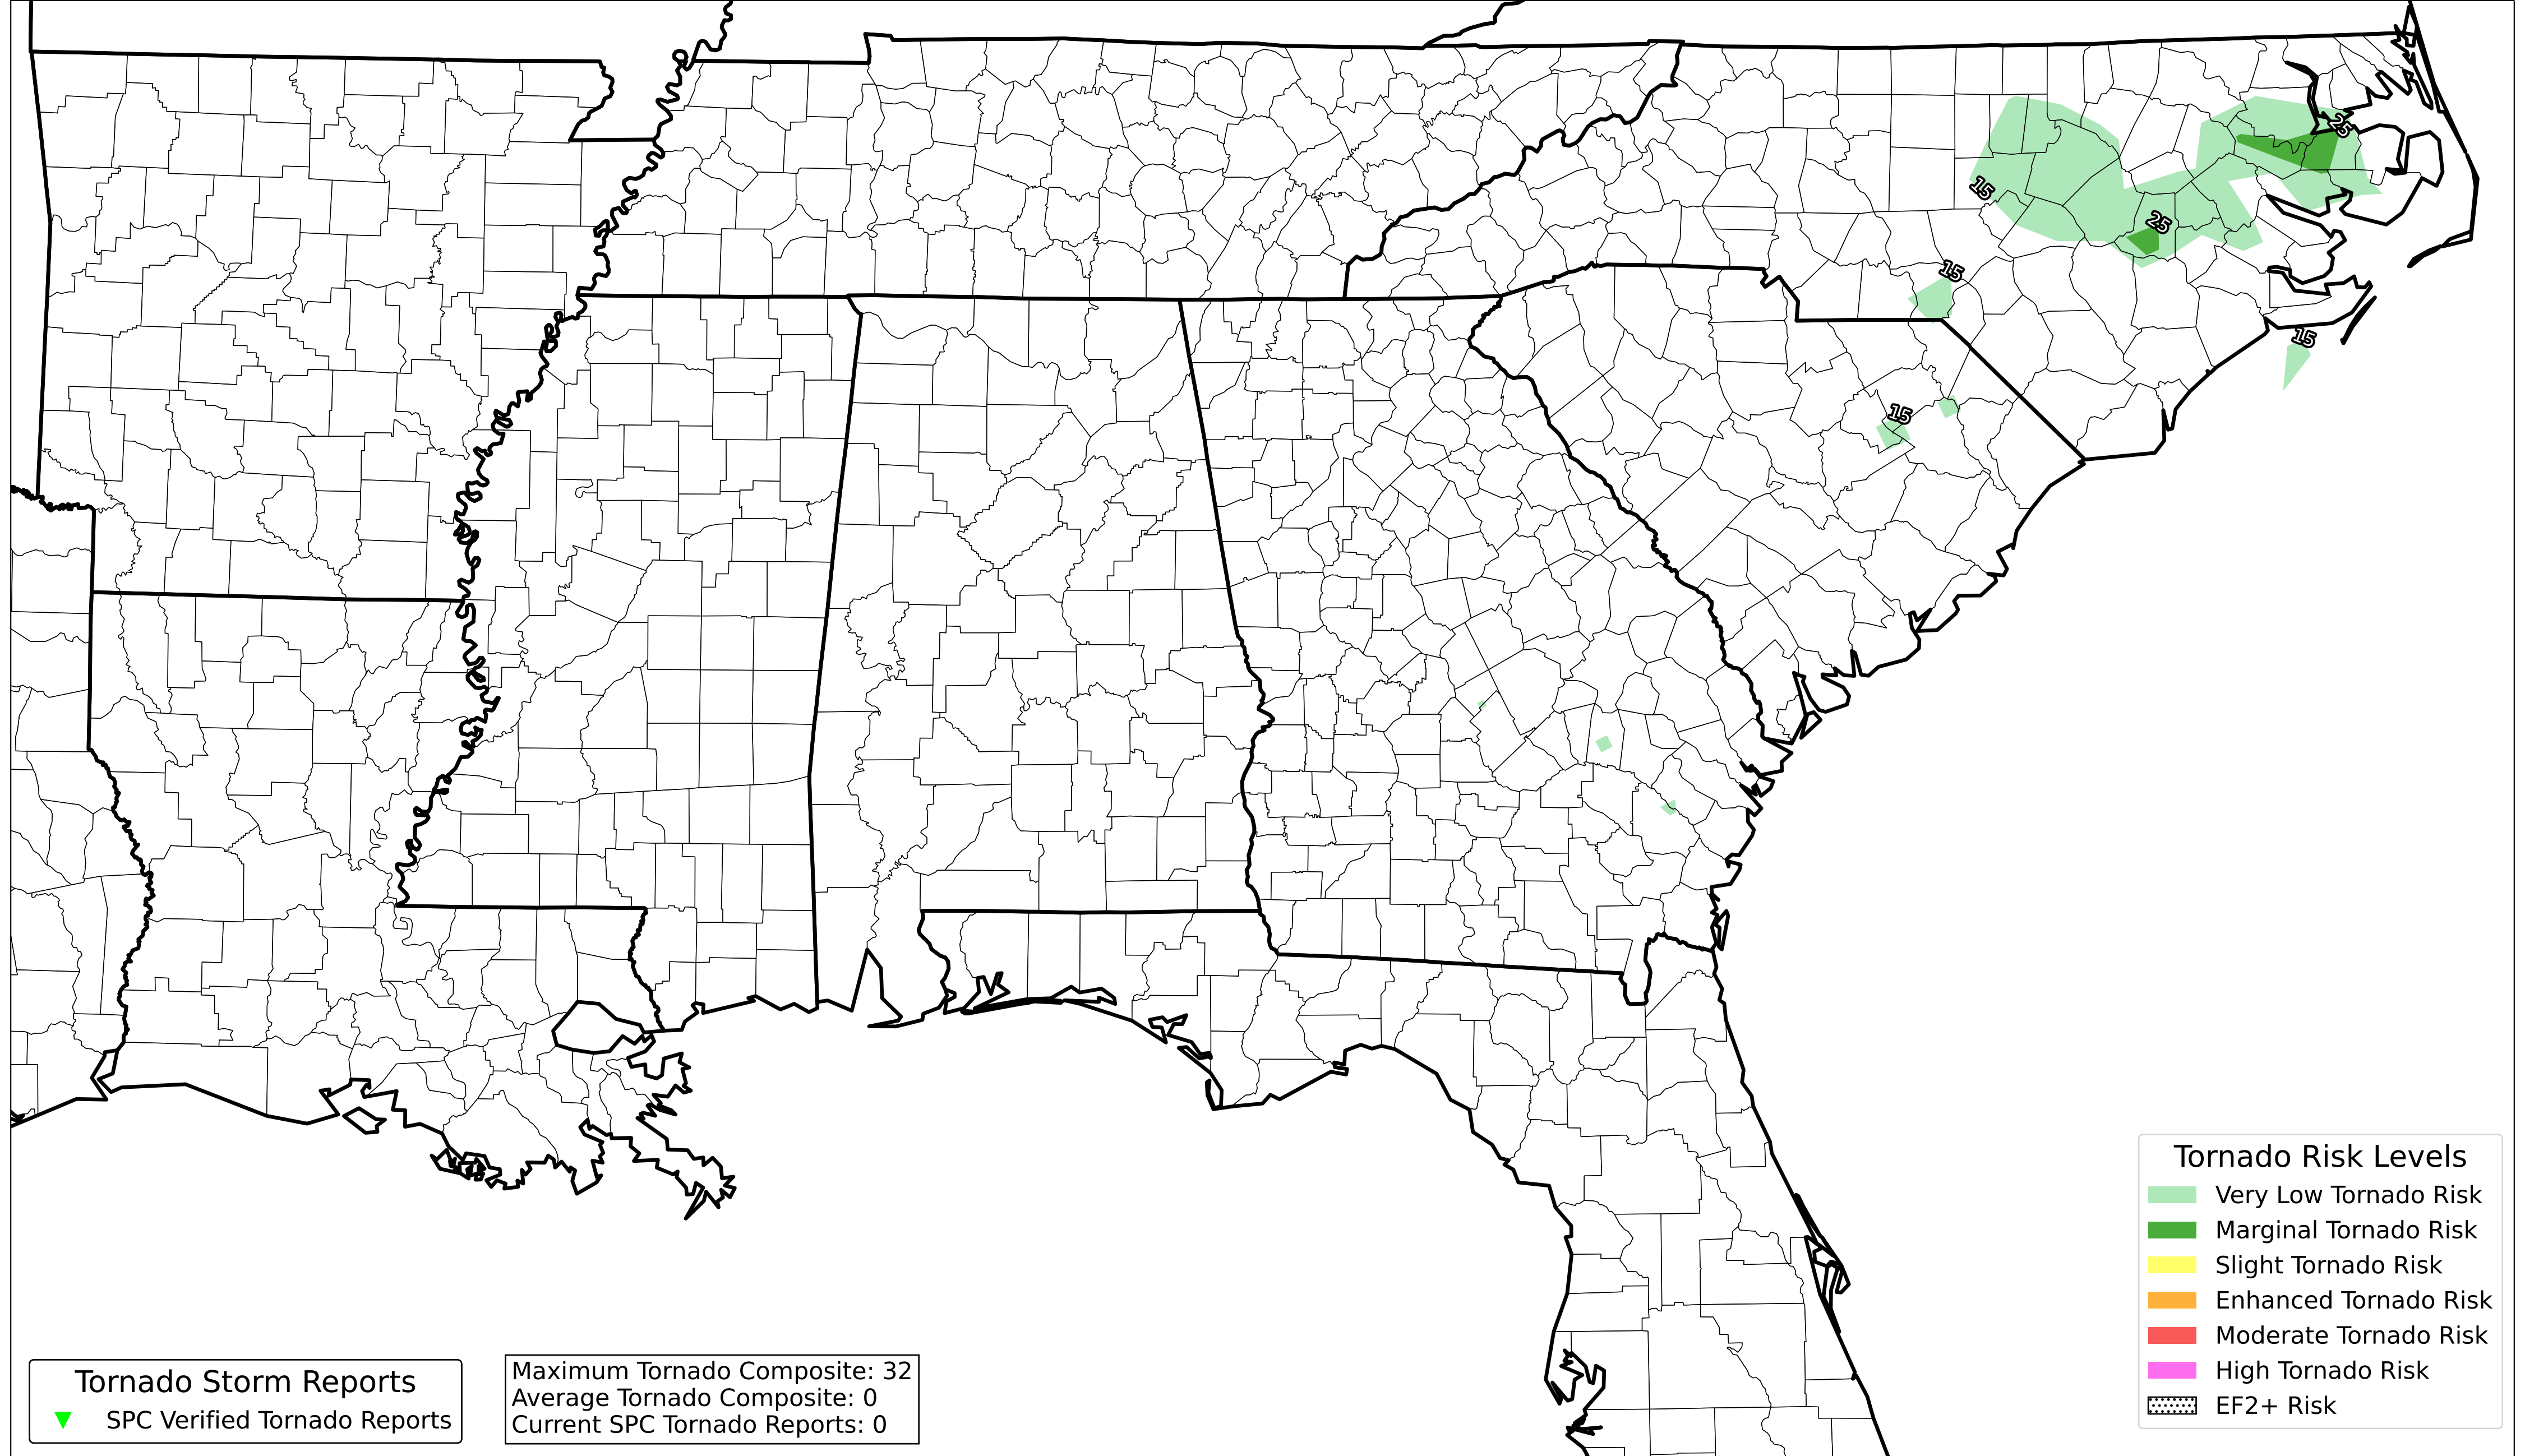 25
15
25
15
15
15
Tornado Risk Levels
Very Low Tornado Risk
Marginal Tornado Risk
Slight Tornado Risk
Enhanced Tornado Risk
Moderate Tornado Risk
High Tornado Risk
EF2+ Risk
Tornado Storm Reports
SPC Verified Tornado Reports
Maximum Tornado Composite: 32
Average Tornado Composite: 0
Current SPC Tornado Reports: 0